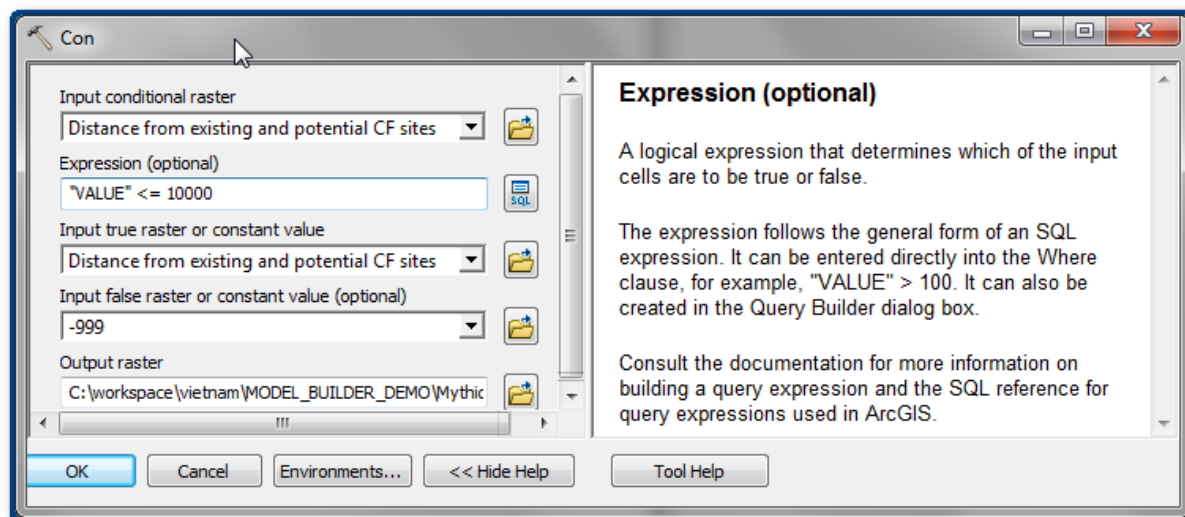 Con
Input conditional raster
Distance from existing and potential CF sites
Expression (optional)
"VALUE" <= 10000
SQL
Input true raster or constant value
Distance from existing and potential CF sites
Input false raster or constant value (optional)
-999
Output raster
C:\workspace\vietnam\MODEL_BUILDER_DEMO\Mythic
Expression (optional)
A logical expression that determines which of the input
cells are to be true or false.
The expression follows the general form of an SQL
expression. It can be entered directly into the Where
clause, for example, "VALUE" > 100. It can also be
created in the Query Builder dialog box.
Consult the documentation for more information on
building a query expression and the SQL reference for
query expressions used in ArcGIS.
OK
Cancel
Environments...
<< Hide Help
Tool Help